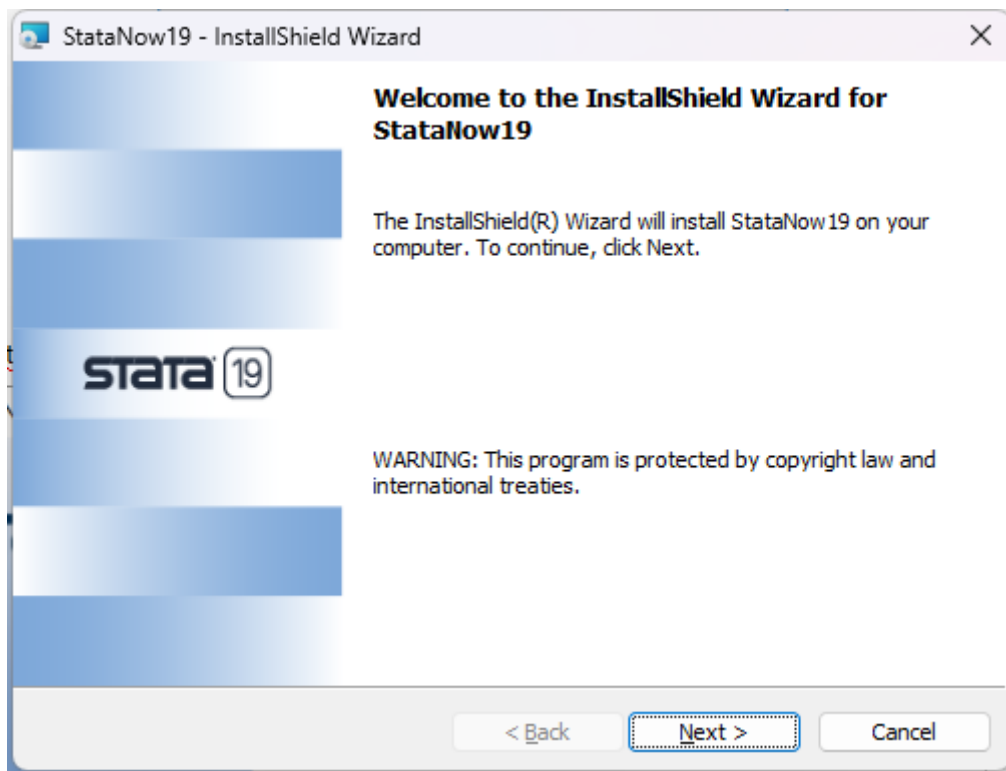 StataNow19 - InstallShield Wizard
Welcome to the InstallShield Wizard for
StataNow19
The InstallShield(R) Wizard will install StataNow19 on your
computer. To continue, click Next.
stata 19
WARNING: This program is protected by copyright law and
international treaties.
< Back
Next >
Cancel